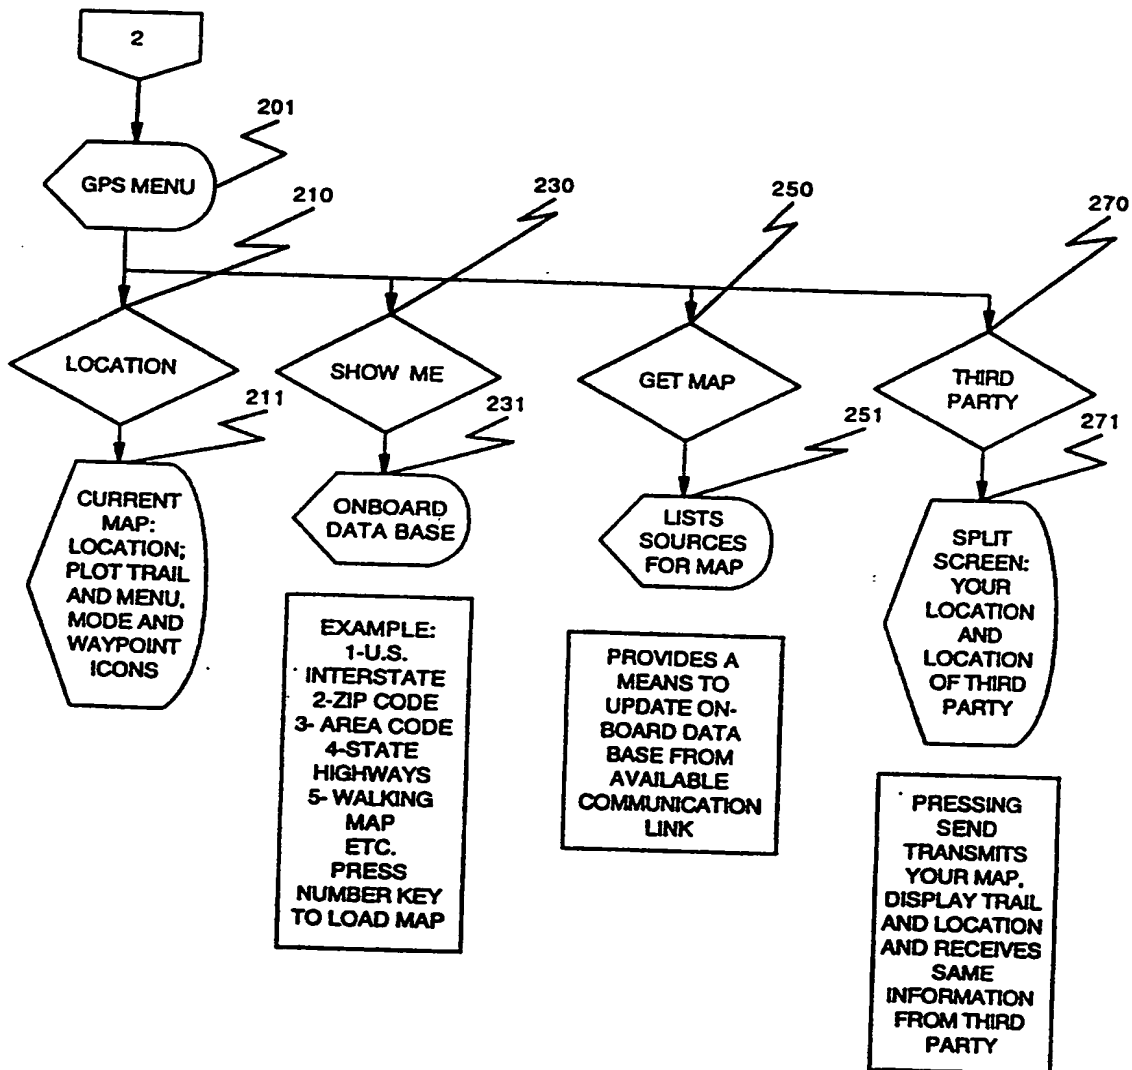 2
201
GPS MENU
210
230
250
270
LOCATION
SHOW ME
GET MAP
THIRD
PARTY
211
231
251
271
CURRENT
MAP:
LOCATION;
PLOT TRAIL
AND MENU,
MODE AND
WAYPOINT
ICONS
ONBOARD
DATA BASE
LISTS
SOURCES
FOR MAP
SPLIT
SCREEN:
YOUR
LOCATION
AND
LOCATION
OF THIRD
PARTY
EXAMPLE:
1-U.S.
INTERSTATE
2-ZIP CODE
3- AREA CODE
4-STATE
HIGHWAYS
5- WALKING
MAP
ETC.
PRESS
NUMBER KEY
TO LOAD MAP
PROVIDES A
MEANS TO
UPDATE ON-
BOARD DATA
BASE FROM
AVAILABLE
COMMUNICATION
LINK
PRESSING
SEND
TRANSMITS
YOUR MAP,
DISPLAY TRAIL
AND LOCATION
AND RECEIVES
SAME
INFORMATION
FROM THIRD
PARTY